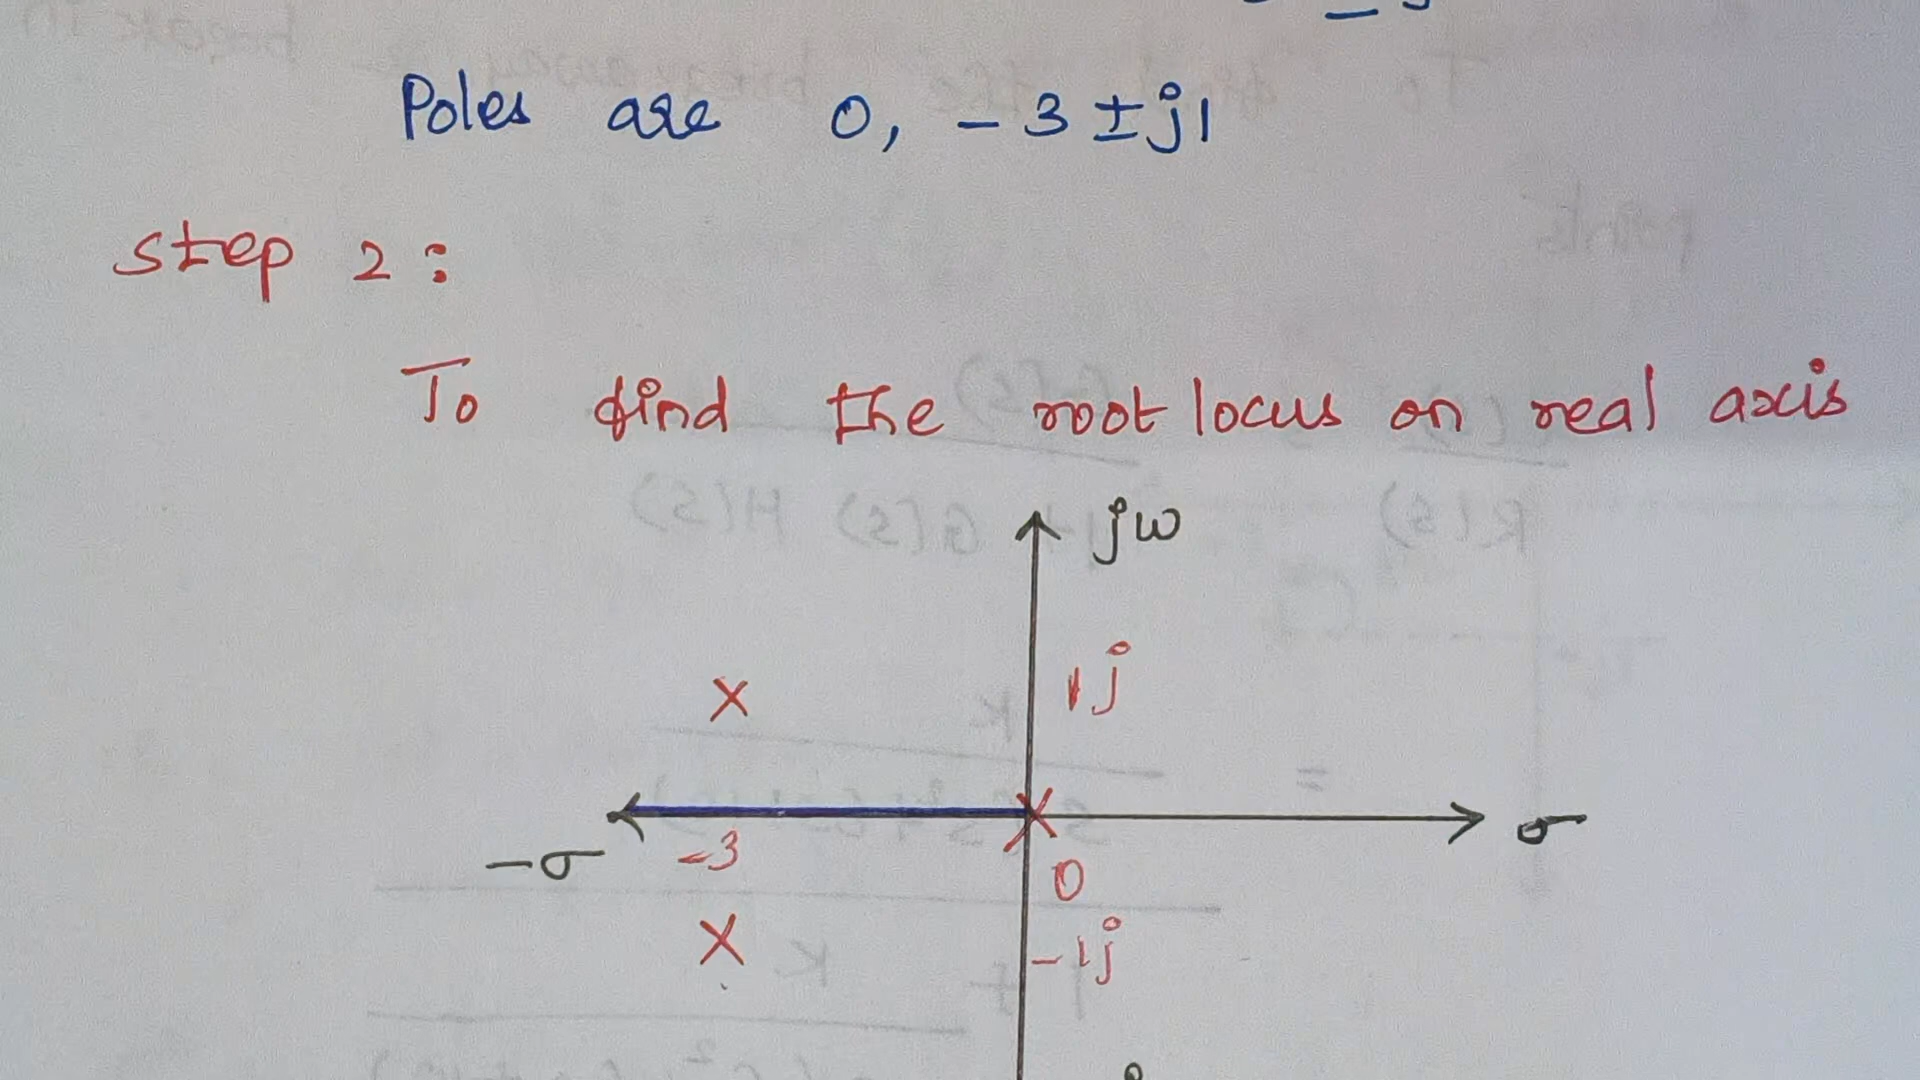 Poles are 0, -3 ± j1
Step 2:
To find the root locus on real axis
jω
1j
-σ -3 0 σ
-1j